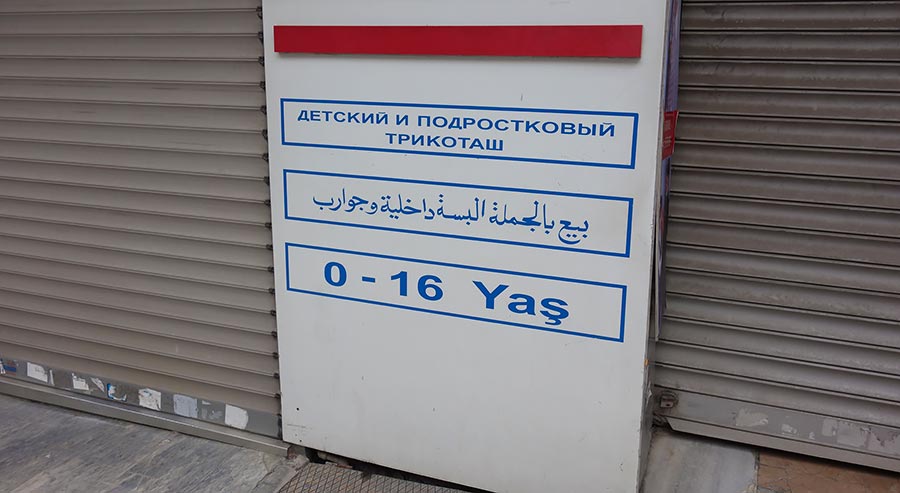 ДЕТСКИЙ И ПОДРОСТКОВЫЙ
ТРИКОТАШ
بيع بالجملة البسة داخلية وجوارب
0 - 16 Yaş